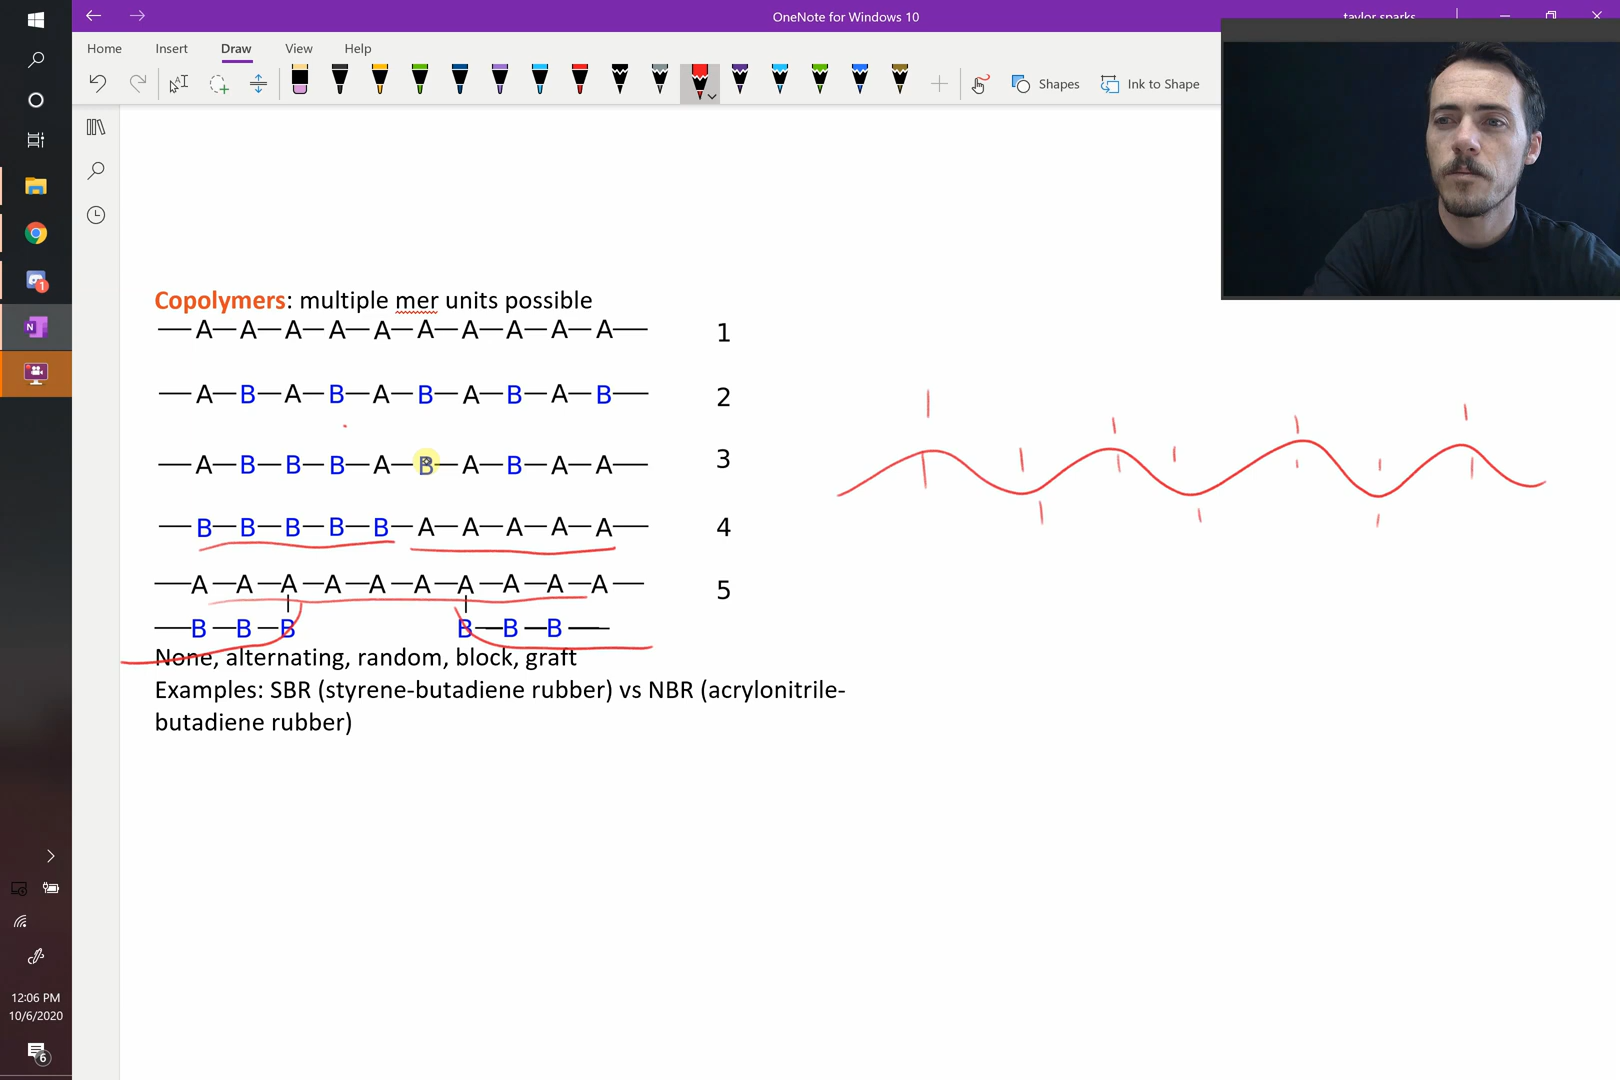 OneNote for Windows 10
taylor sparks
Home Insert Draw View Help
Shapes Ink to Shape
Copolymers: multiple mer units possible
—A—A—A—A—A—A—A—A—A—A— 1
—A—B—A—B—A—B—A—B—A—B— 2
—A—B—B—B—A—B—A—B—A—A— 3
—B—B—B—B—B—A—A—A—A—A— 4
—A—A—A—A—A—A—A—A—A—A— 5
—B—B—B B—B—B—
None, alternating, random, block, graft
Examples: SBR (styrene-butadiene rubber) vs NBR (acrylonitrile-
butadiene rubber)
12:06 PM
10/6/2020
6